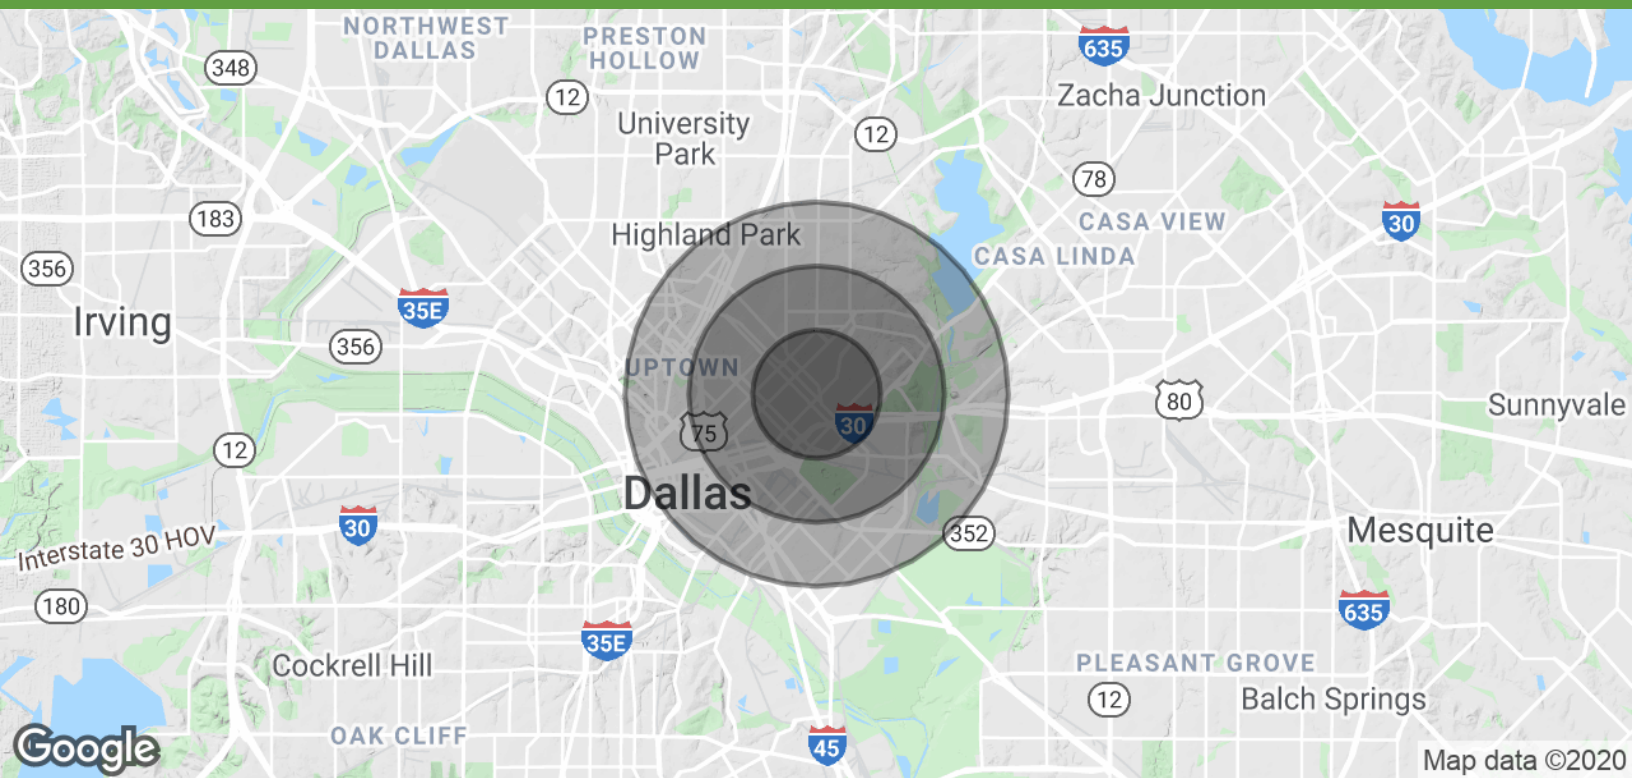 NORTHWEST
DALLAS
PRESTON
HOLLOW
635
348
12
Zacha Junction
University
Park
12
78
183
CASA VIEW
30
Highland Park
CASA LINDA
356
35E
Irving
356
UPTOWN
80
Sunnyvale
75
30
12
Dallas
30
352
Mesquite
Interstate 30 HOV
180
635
35E
Cockrell Hill
PLEASANT GROVE
12
Balch Springs
OAK CLIFF
45
Google
Map data ©2020